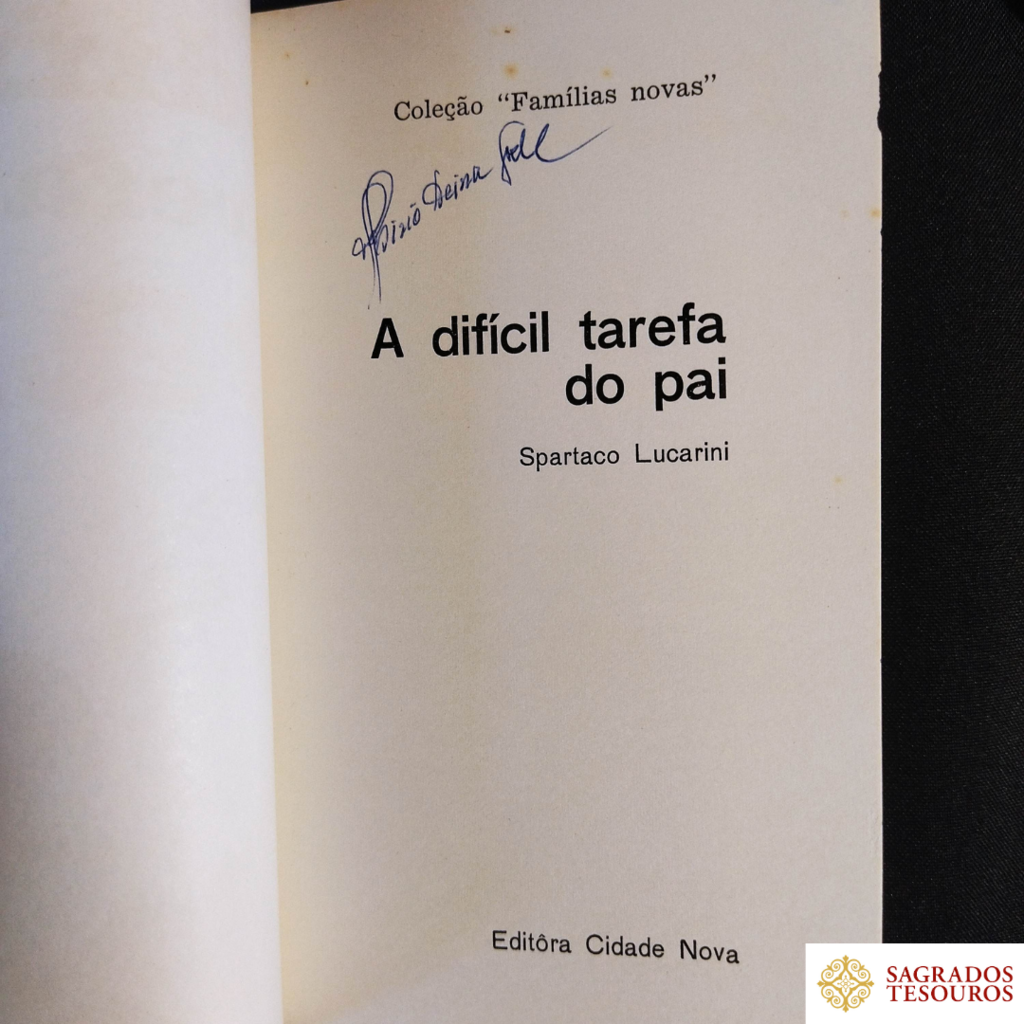 Coleção “Famílias novas”
A difícil tarefa
do pai
Spartaco Lucarini
Editôra Cidade Nova
SAGRADOS
TESOUROS